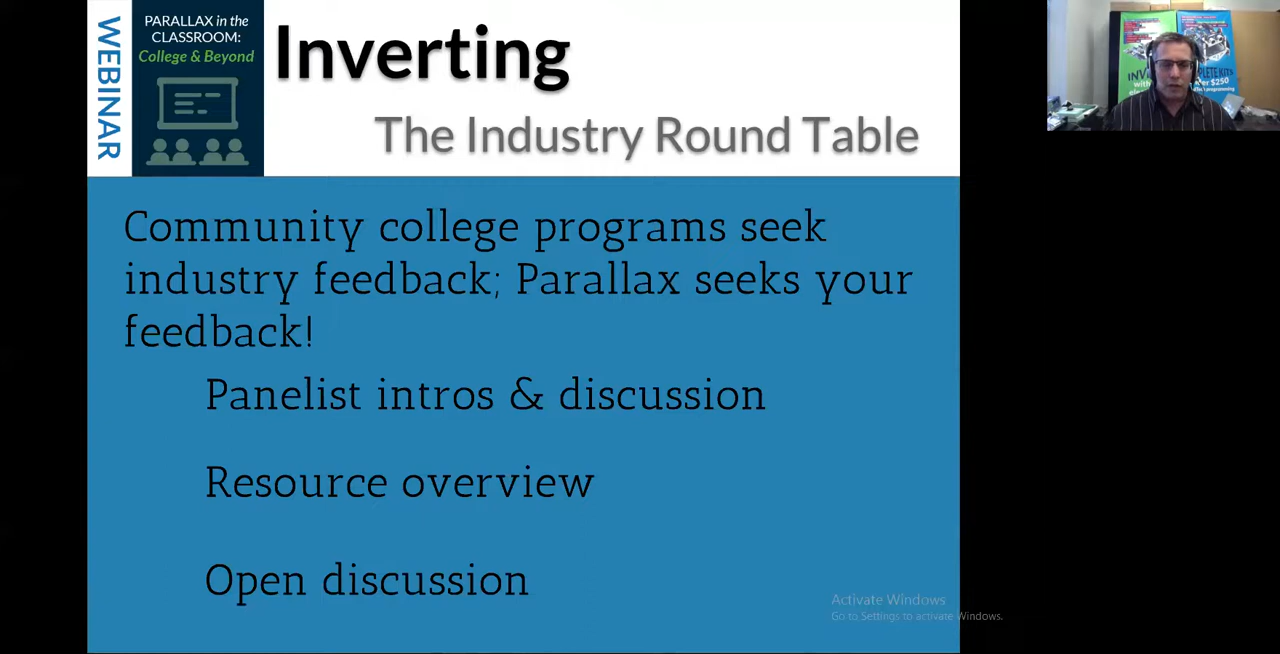 WEBINAR
PARALLAX in the
CLASSROOM:
College & Beyond
Inverting
The Industry Round Table
Community college programs seek
industry feedback; Parallax seeks your
feedback!
Panelist intros & discussion
Resource overview
Open discussion
Activate Windows
Go to Settings to activate Windows.
$250